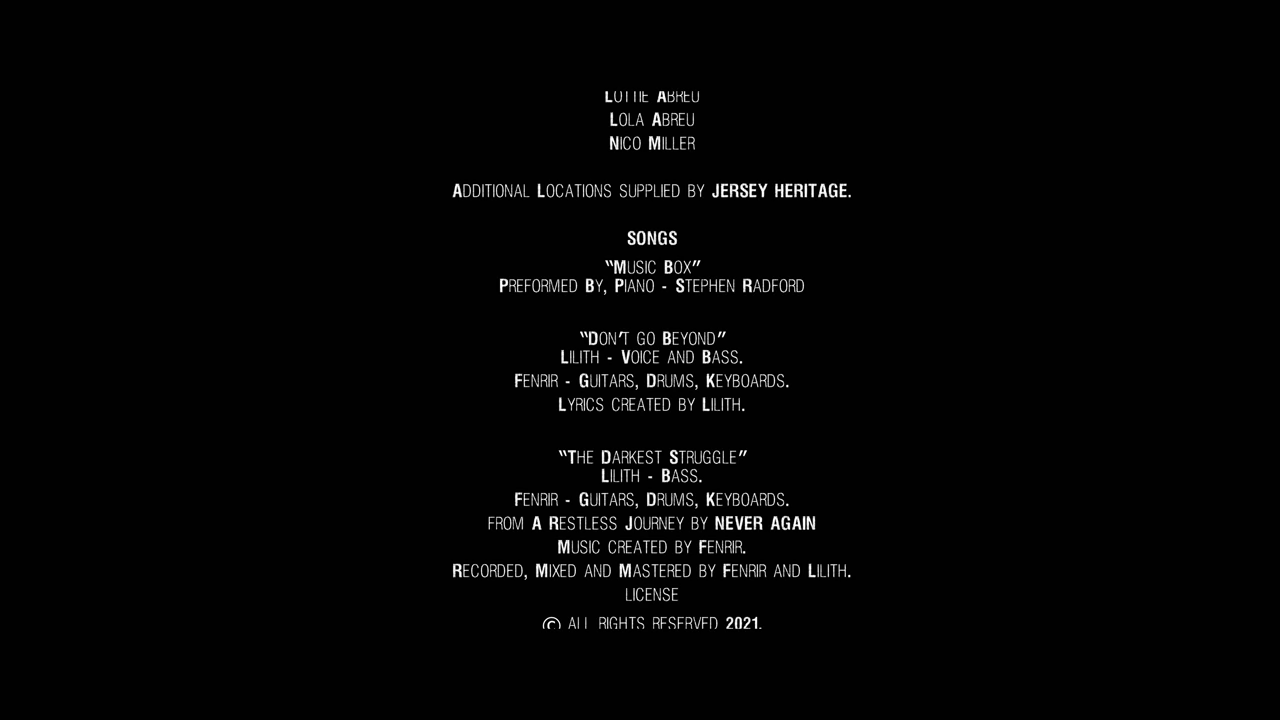 Lottie Abreu
Lola Abreu
Nico Miller
Additional Locations supplied by JERSEY HERITAGE.
SONGS
"Music Box"
Preformed By, Piano - Stephen Radford
"Don't go Beyond"
Lilith - Voice and Bass.
Fenrir - Guitars, Drums, Keyboards.
Lyrics created by Lilith.
"The Darkest Struggle"
Lilith - Bass.
Fenrir - Guitars, Drums, Keyboards.
from A Restless Journey by NEVER AGAIN
Music created by Fenrir.
Recorded, Mixed and Mastered by Fenrir and Lilith.
license
© all rights reserved 2021.